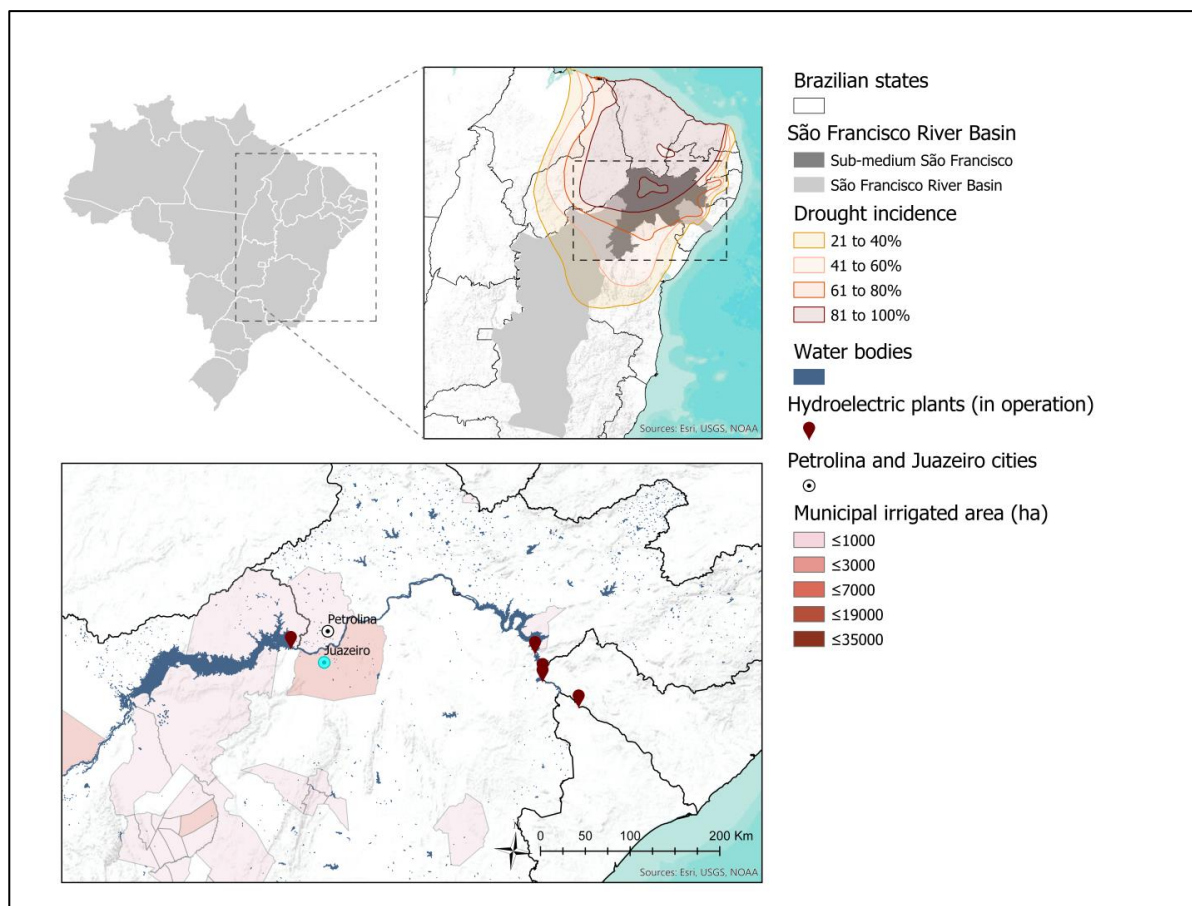 Sources: Esri, USGS, NOAA
Brazilian states
São Francisco River Basin
Sub-medium São Francisco
São Francisco River Basin
Drought incidence
21 to 40%
41 to 60%
61 to 80%
81 to 100%
Water bodies
Hydroelectric plants (in operation)
Petrolina and Juazeiro cities
Municipal irrigated area (ha)
≤1000
≤3000
≤7000
≤19000
≤35000
Petrolina
Juazeiro
0 50 100 200 Km
Sources: Esri, USGS, NOAA